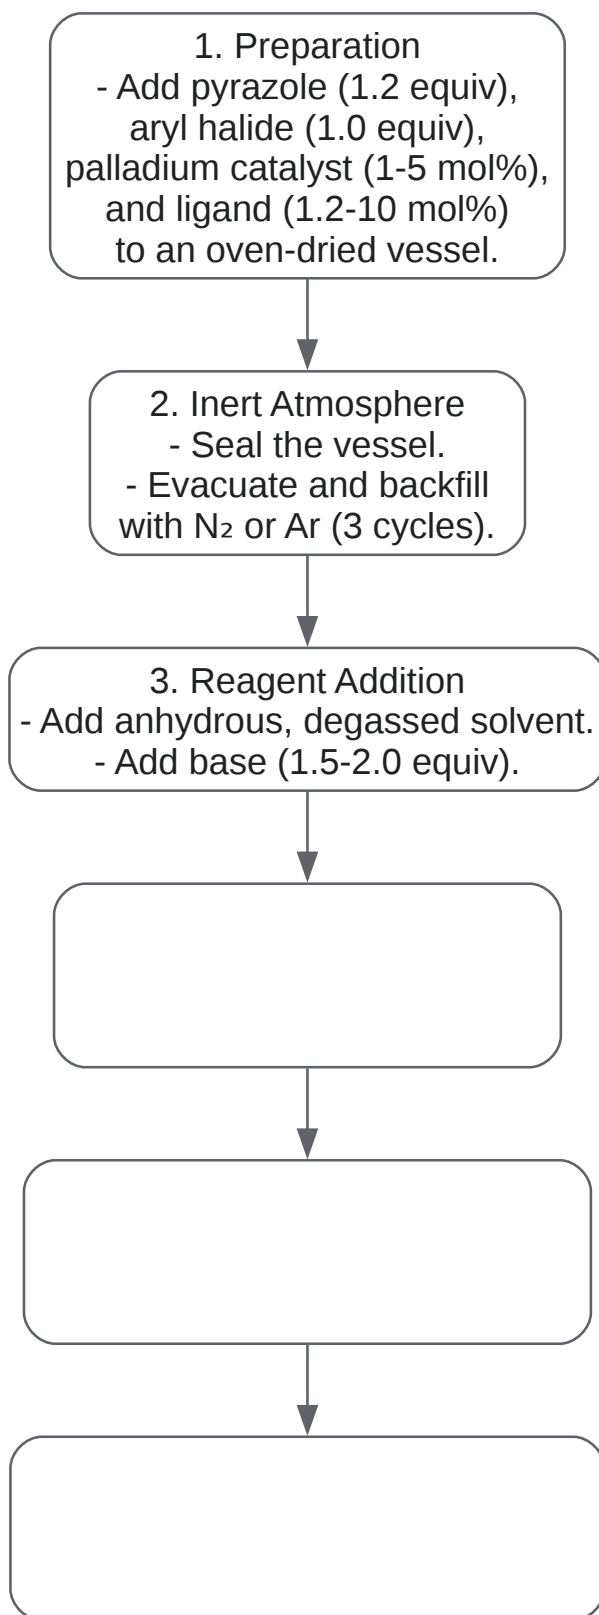 1. Preparation
- Add pyrazole (1.2 equiv),
aryl halide (1.0 equiv),
palladium catalyst (1-5 mol%),
and ligand (1.2-10 mol%)
to an oven-dried vessel.
2. Inert Atmosphere
- Seal the vessel.
- Evacuate and backfill
with N₂ or Ar (3 cycles).
3. Reagent Addition
- Add anhydrous, degassed solvent.
- Add base (1.5-2.0 equiv).